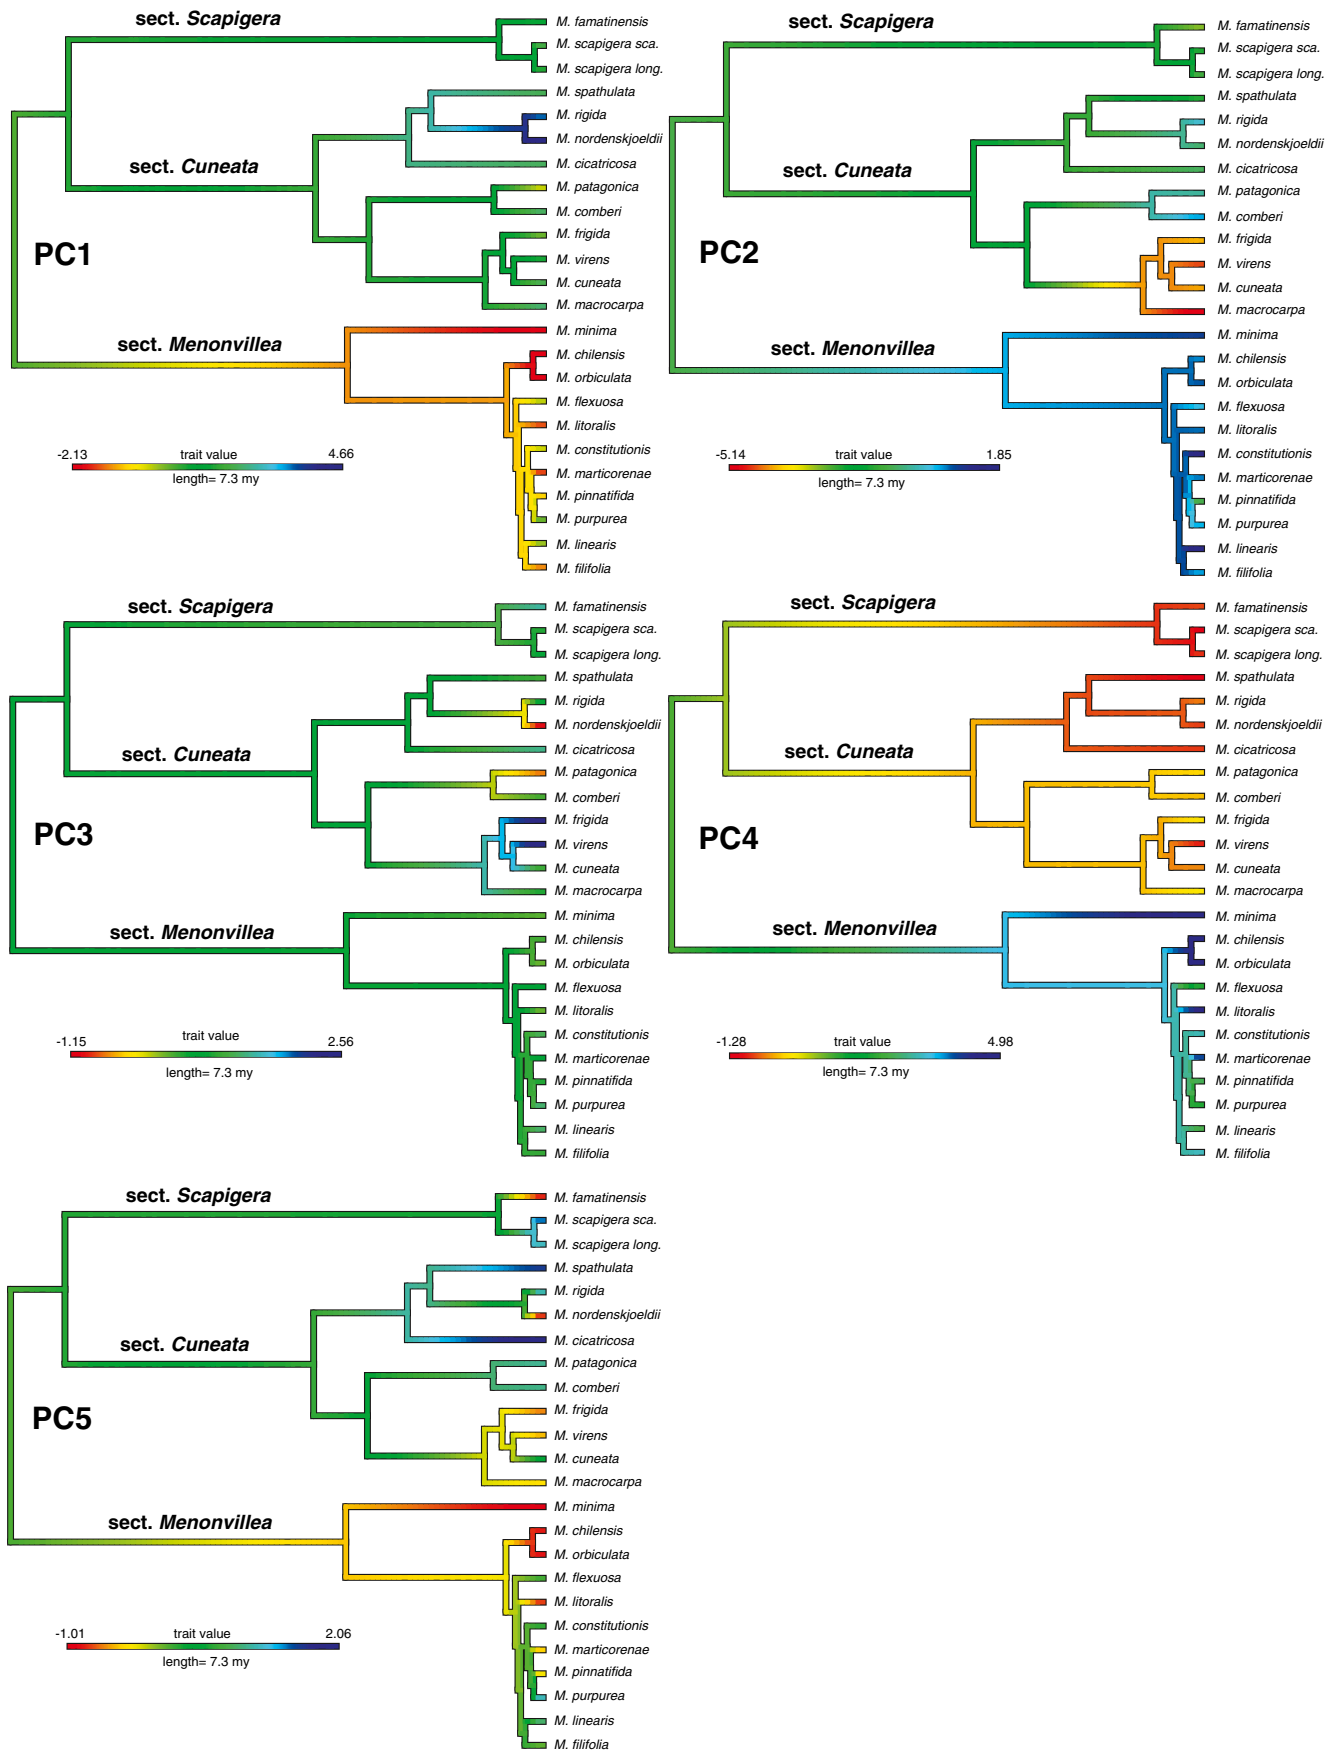 sect. Scapigera
M. famatinensis
M. scapigera sca.
M. scapigera long.
M. spathulata
M. rigida
M. nordenskjoeldii
sect. Cuneata
M. cicatricosa
M. patagonica
M. comberi
PC1
M. frigida
M. virens
M. cuneata
M. macrocarpa
M. minima
sect. Menonvillea
M. chilensis
M. orbiculata
M. flexuosa
M. litoralis
M. constitutionis
-2.13 trait value 4.66
length= 7.3 my
M. marticorenae
M. pinnatifida
M. purpurea
M. linearis
M. filifolia
sect. Scapigera
M. famatinensis
M. scapigera sca.
M. scapigera long.
M. spathulata
M. rigida
M. nordenskjoeldii
sect. Cuneata
M. cicatricosa
M. patagonica
M. comberi
PC2
M. frigida
M. virens
M. cuneata
M. macrocarpa
M. minima
sect. Menonvillea
M. chilensis
M. orbiculata
M. flexuosa
M. litoralis
M. constitutionis
-5.14 trait value 1.85
length= 7.3 my
M. marticorenae
M. pinnatifida
M. purpurea
M. linearis
M. filifolia
sect. Scapigera
M. famatinensis
M. scapigera sca.
M. scapigera long.
M. spathulata
M. rigida
M. nordenskjoeldii
sect. Cuneata
M. cicatricosa
M. patagonica
M. comberi
PC3
M. frigida
M. virens
M. cuneata
M. macrocarpa
M. minima
sect. Menonvillea
M. chilensis
M. orbiculata
M. flexuosa
M. litoralis
M. constitutionis
-1.15 trait value 2.56
length= 7.3 my
M. marticorenae
M. pinnatifida
M. purpurea
M. linearis
M. filifolia
sect. Scapigera
M. famatinensis
M. scapigera sca.
M. scapigera long.
M. spathulata
M. rigida
M. nordenskjoeldii
sect. Cuneata
M. cicatricosa
M. patagonica
M. comberi
PC4
M. frigida
M. virens
M. cuneata
M. macrocarpa
M. minima
sect. Menonvillea
M. chilensis
M. orbiculata
M. flexuosa
M. litoralis
M. constitutionis
-1.28 trait value 4.98
length= 7.3 my
M. marticorenae
M. pinnatifida
M. purpurea
M. linearis
M. filifolia
sect. Scapigera
M. famatinensis
M. scapigera sca.
M. scapigera long.
M. spathulata
M. rigida
M. nordenskjoeldii
sect. Cuneata
M. cicatricosa
M. patagonica
M. comberi
PC5
M. frigida
M. virens
M. cuneata
M. macrocarpa
M. minima
sect. Menonvillea
M. chilensis
M. orbiculata
M. flexuosa
M. litoralis
M. constitutionis
-1.01 trait value 2.06
length= 7.3 my
M. marticorenae
M. pinnatifida
M. purpurea
M. linearis
M. filifolia